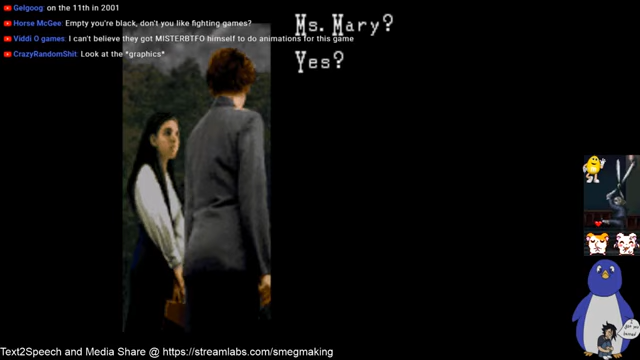 Gelgoog: on the 11th in 2001
Horse McGee: Empty you're black, don't you like fighting games?
Viddi O games: I can't believe they got MISTERBTFO himself to do animations for this game
CrazyRandomShit: Look at the *graphics*
Ms. Mary?
Yes?
Text2Speech and Media Share @ https://streamlabs.com/smegmaking